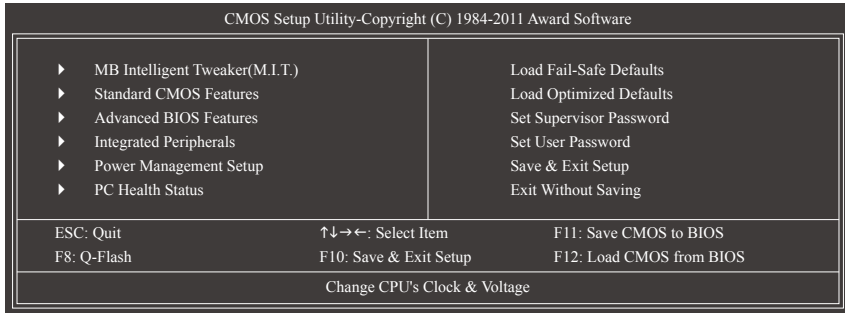 CMOS Setup Utility-Copyright (C) 1984-2011 Award Software
MB Intelligent Tweaker(M.I.T.)
Standard CMOS Features
Advanced BIOS Features
Integrated Peripherals
Power Management Setup
PC Health Status
Load Fail-Safe Defaults
Load Optimized Defaults
Set Supervisor Password
Set User Password
Save & Exit Setup
Exit Without Saving
ESC: Quit ↑↓→←: Select Item F11: Save CMOS to BIOS
F8: Q-Flash F10: Save & Exit Setup F12: Load CMOS from BIOS
Change CPU's Clock & Voltage